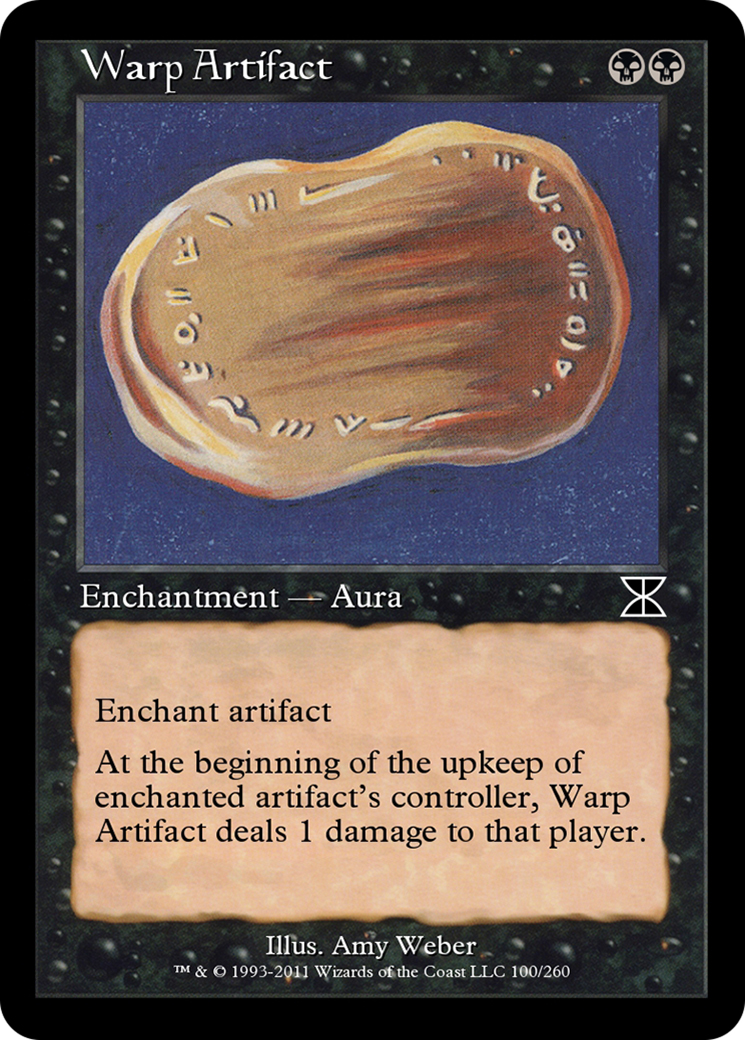 Warp Artifact
Enchantment — Aura
Enchant artifact
At the beginning of the upkeep of
enchanted artifact's controller, Warp
Artifact deals 1 damage to that player.
Illus. Amy Weber
™ & © 1993-2011 Wizards of the Coast LLC 100/260